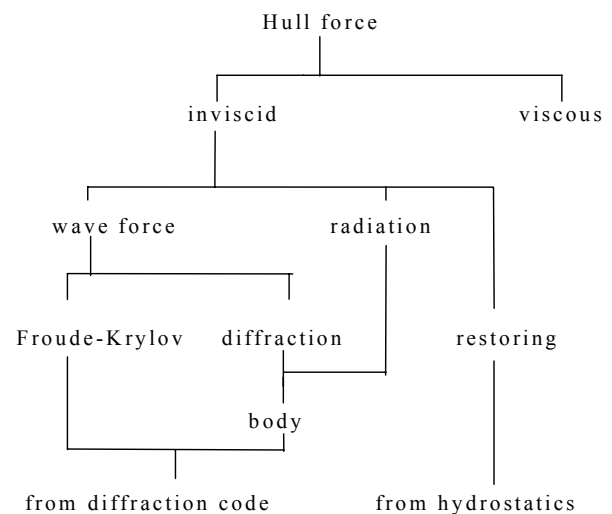 Hull force
inviscid viscous
wave force radiation
Froude-Krylov diffraction restoring
body
from diffraction code from hydrostatics